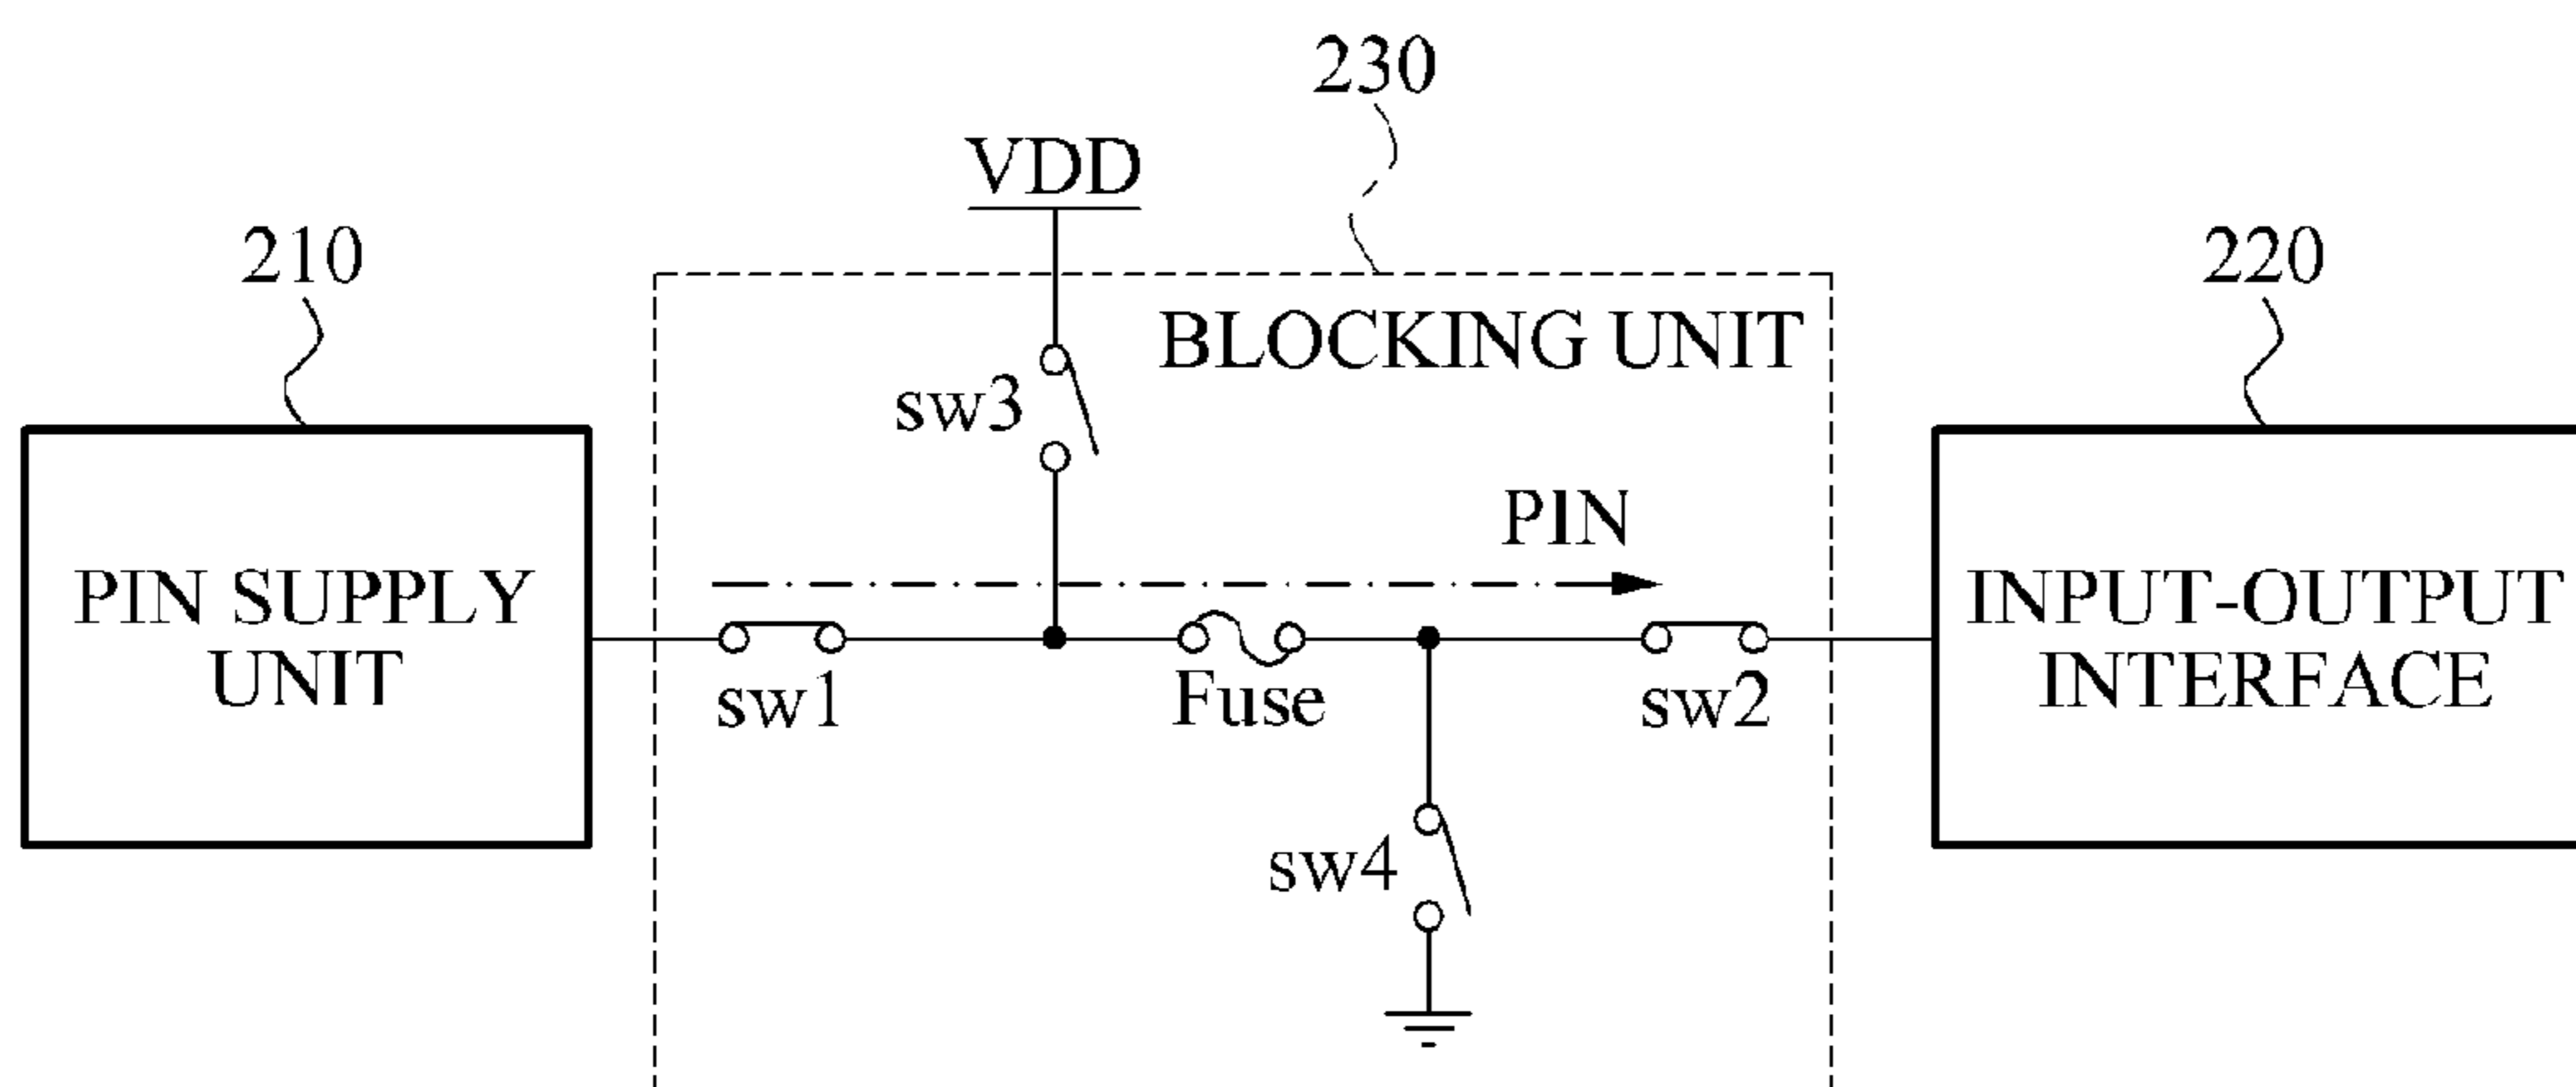 230
VDD
210
220
BLOCKING UNIT
sw3
PIN
PIN SUPPLY
UNIT
INPUT-OUTPUT
INTERFACE
sw1
Fuse
sw2
sw4